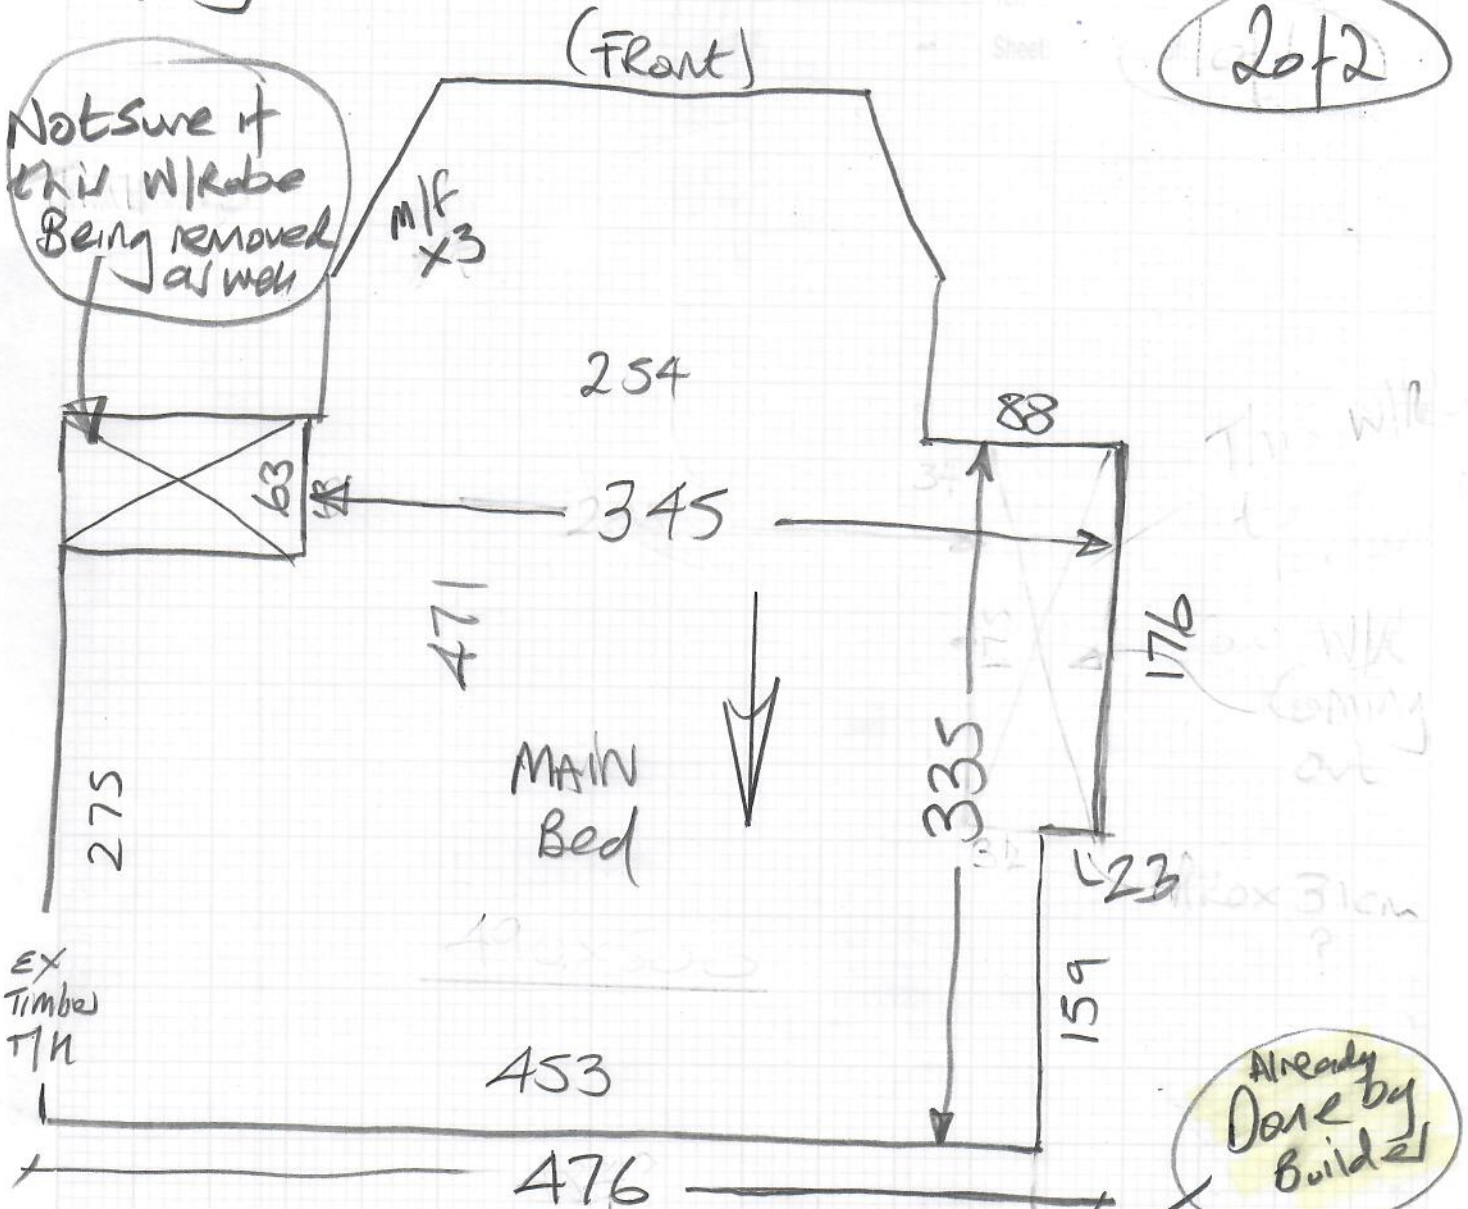 (FRont)
2of2
Not sure if
this W/Robe
Being removed
as well
m/f
x3
254
88
63
345
471
176
MAIN
Bed
335
275
23
EX
Timber
T/H
159
453
Already
Done by
Builder
476